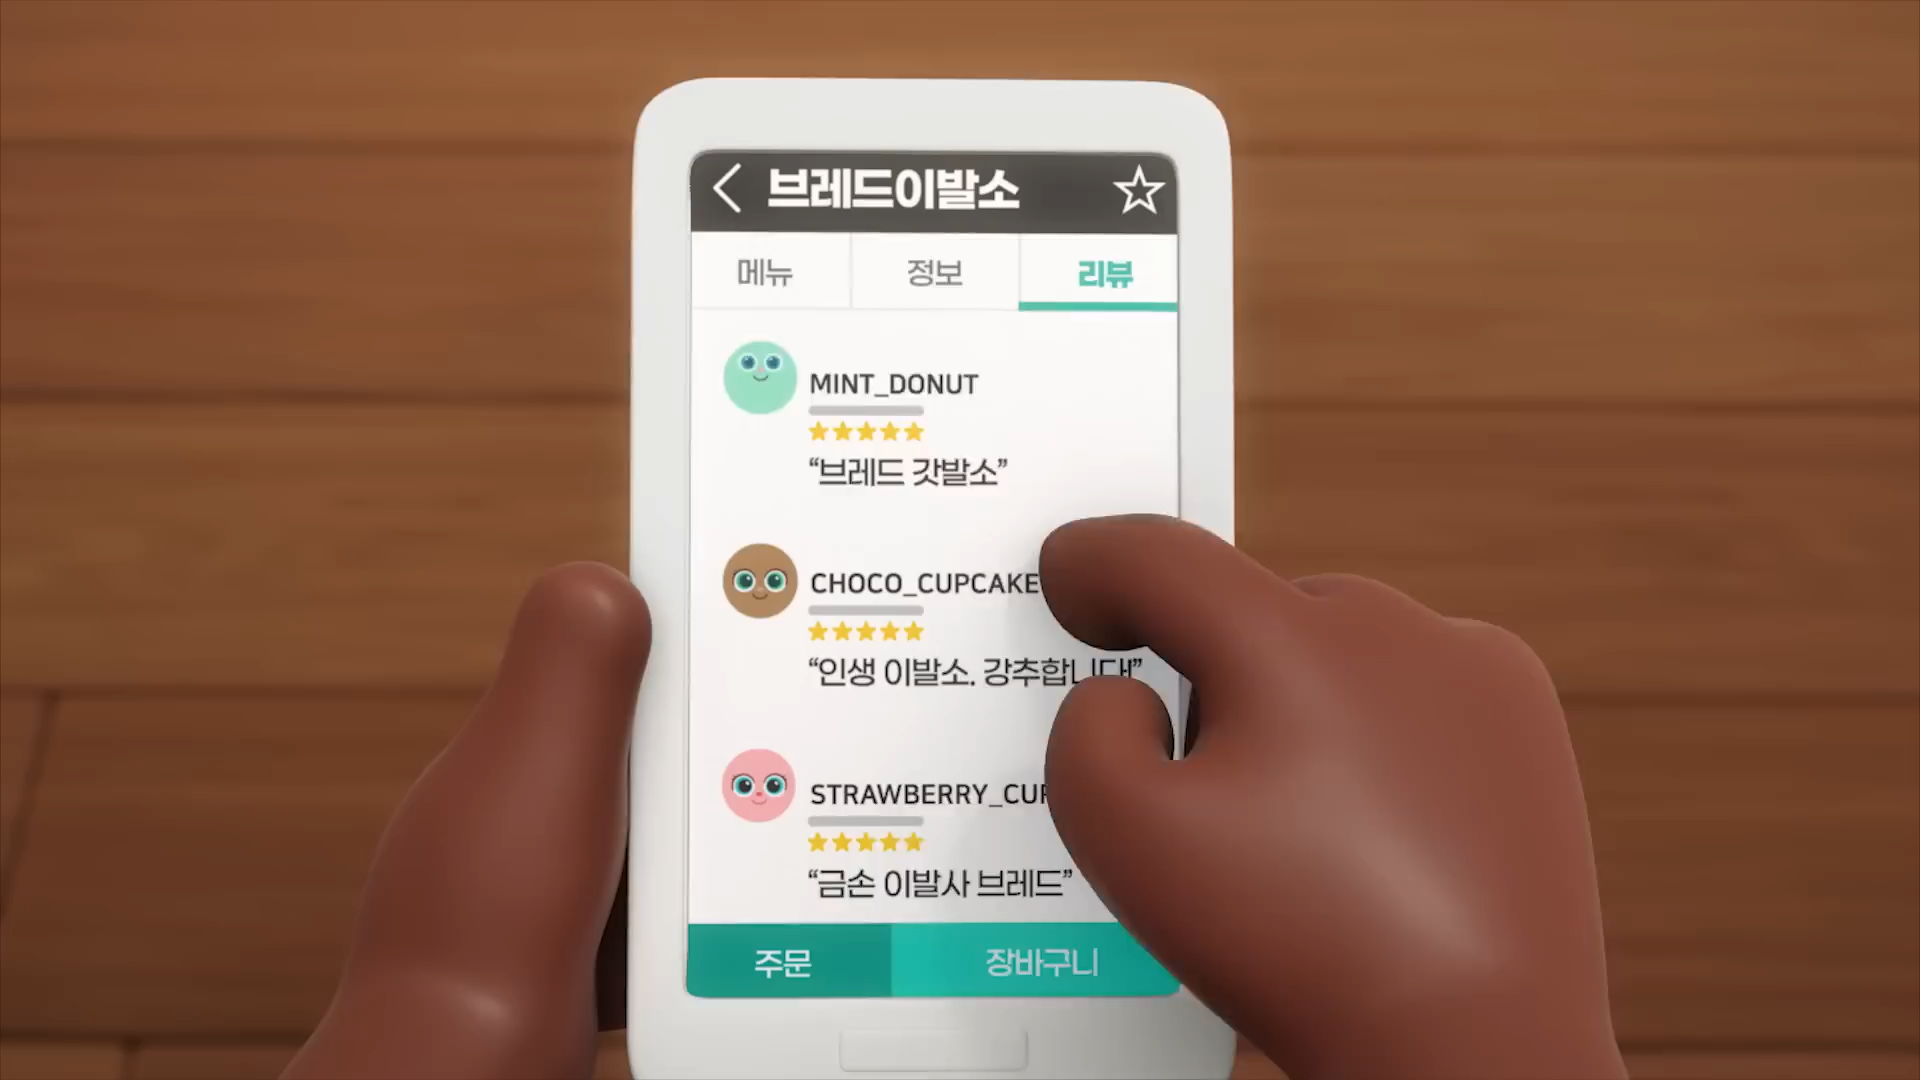 브레드이발소
메뉴 정보 리뷰
MINT_DONUT
“브레드 갓발소”
CHOCO_CUPCAKE
“인생 이발소. 강추합니다!”
STRAWBERRY_CUP
“금손 이발사 브레드”
주문 장바구니